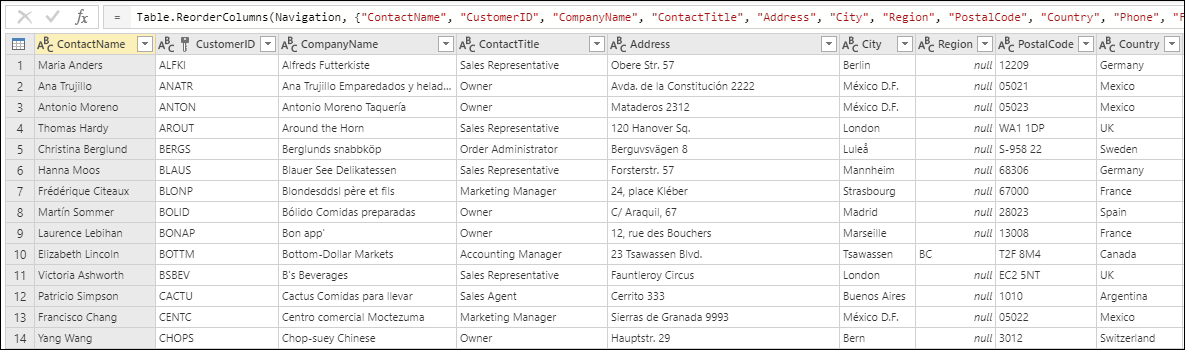 fx = Table.ReorderColumns(Navigation, {"ContactName", "CustomerID", "CompanyName", "ContactTitle", "Address", "City", "Region", "PostalCode", "Country", "Phone", "F
ContactName CustomerID CompanyName ContactTitle Address City Region PostalCode Country
1 Maria Anders ALFKI Alfreds Futterkiste Sales Representative Obere Str. 57 Berlin null 12209 Germany
2 Ana Trujillo ANATR Ana Trujillo Emparedados y helad... Owner Avda. de la Constitución 2222 México D.F. null 05021 Mexico
3 Antonio Moreno ANTON Antonio Moreno Taquería Owner Mataderos 2312 México D.F. null 05023 Mexico
4 Thomas Hardy AROUT Around the Horn Sales Representative 120 Hanover Sq. London null WA1 1DP UK
5 Christina Berglund BERGS Berglunds snabbköp Order Administrator Berguvsvägen 8 Luleå null S-958 22 Sweden
6 Hanna Moos BLAUS Blauer See Delikatessen Sales Representative Forsterstr. 57 Mannheim null 68306 Germany
7 Frédérique Citeaux BLONP Blondesddsl père et fils Marketing Manager 24, place Kléber Strasbourg null 67000 France
8 Martín Sommer BOLID Bólido Comidas preparadas Owner C/ Araquil, 67 Madrid null 28023 Spain
9 Laurence Lebihan BONAP Bon app' Owner 12, rue des Bouchers Marseille null 13008 France
10 Elizabeth Lincoln BOTTM Bottom-Dollar Markets Accounting Manager 23 Tsawassen Blvd. Tsawassen BC T2F 8M4 Canada
11 Victoria Ashworth BSBEV B's Beverages Sales Representative Fauntleroy Circus London null EC2 5NT UK
12 Patricio Simpson CACTU Cactus Comidas para llevar Sales Agent Cerrito 333 Buenos Aires null 1010 Argentina
13 Francisco Chang CENTC Centro comercial Moctezuma Marketing Manager Sierras de Granada 9993 México D.F. null 05022 Mexico
14 Yang Wang CHOPS Chop-suey Chinese Owner Hauptstr. 29 Bern null 3012 Switzerland